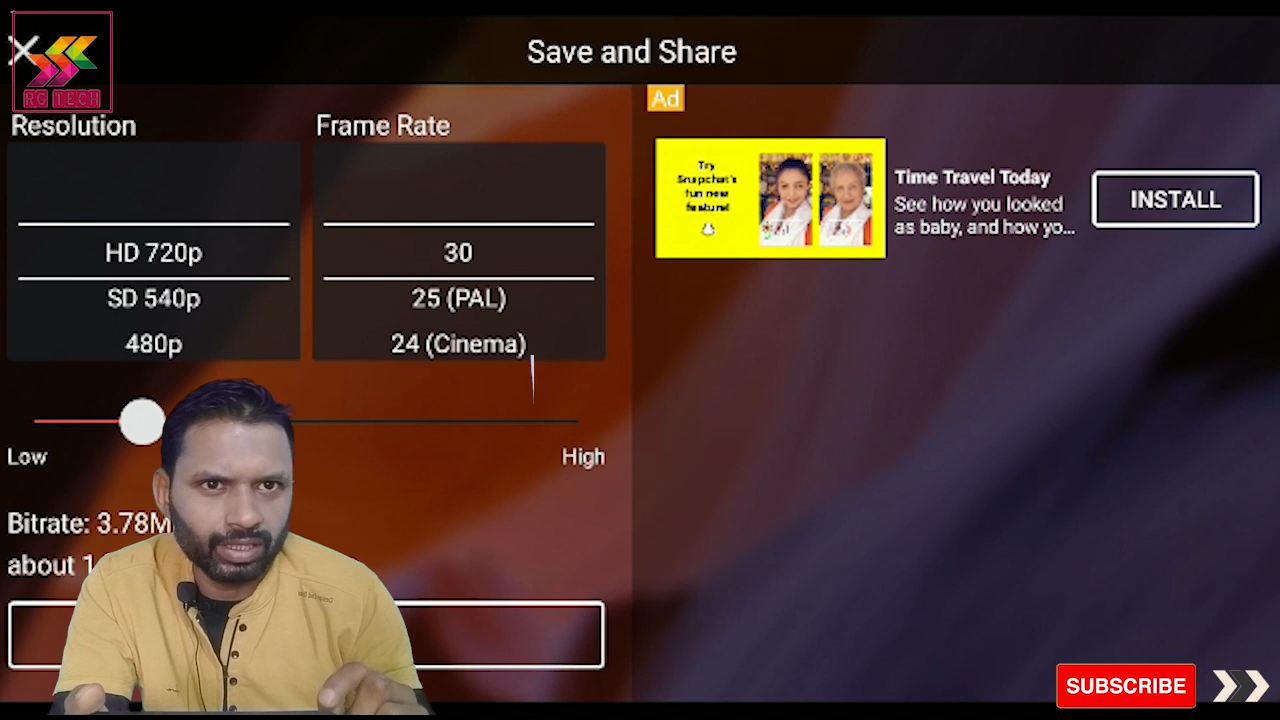 Save and Share
RG TECH
Resolution
Frame Rate
HD 720p
SD 540p
480p
30
25 (PAL)
24 (Cinema)
Low
High
Bitrate: 3.78M
about 1
Ad
Try
Snapchat's
fun new
feature!
Time Travel Today
See how you looked
as baby, and how yo...
INSTALL
SUBSCRIBE